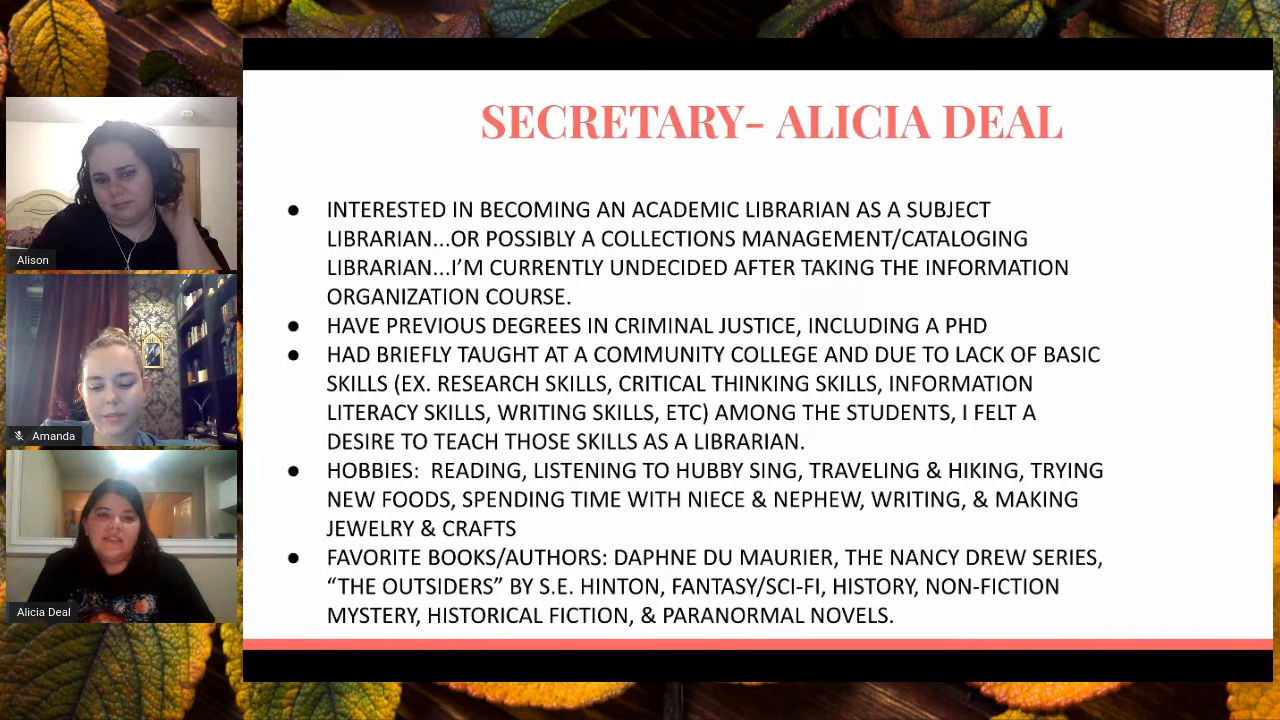 SECRETARY- ALICIA DEAL
● INTERESTED IN BECOMING AN ACADEMIC LIBRARIAN AS A SUBJECT
LIBRARIAN...OR POSSIBLY A COLLECTIONS MANAGEMENT/CATALOGING
LIBRARIAN...I'M CURRENTLY UNDECIDED AFTER TAKING THE INFORMATION
ORGANIZATION COURSE.
● HAVE PREVIOUS DEGREES IN CRIMINAL JUSTICE, INCLUDING A PHD
● HAD BRIEFLY TAUGHT AT A COMMUNITY COLLEGE AND DUE TO LACK OF BASIC
SKILLS (EX. RESEARCH SKILLS, CRITICAL THINKING SKILLS, INFORMATION
LITERACY SKILLS, WRITING SKILLS, ETC) AMONG THE STUDENTS, I FELT A
DESIRE TO TEACH THOSE SKILLS AS A LIBRARIAN.
● HOBBIES:  READING, LISTENING TO HUBBY SING, TRAVELING & HIKING, TRYING
NEW FOODS, SPENDING TIME WITH NIECE & NEPHEW, WRITING, & MAKING
JEWELRY & CRAFTS
● FAVORITE BOOKS/AUTHORS: DAPHNE DU MAURIER, THE NANCY DREW SERIES,
“THE OUTSIDERS” BY S.E. HINTON, FANTASY/SCI-FI, HISTORY, NON-FICTION
MYSTERY, HISTORICAL FICTION, & PARANORMAL NOVELS.
Alison
Amanda
Alicia Deal